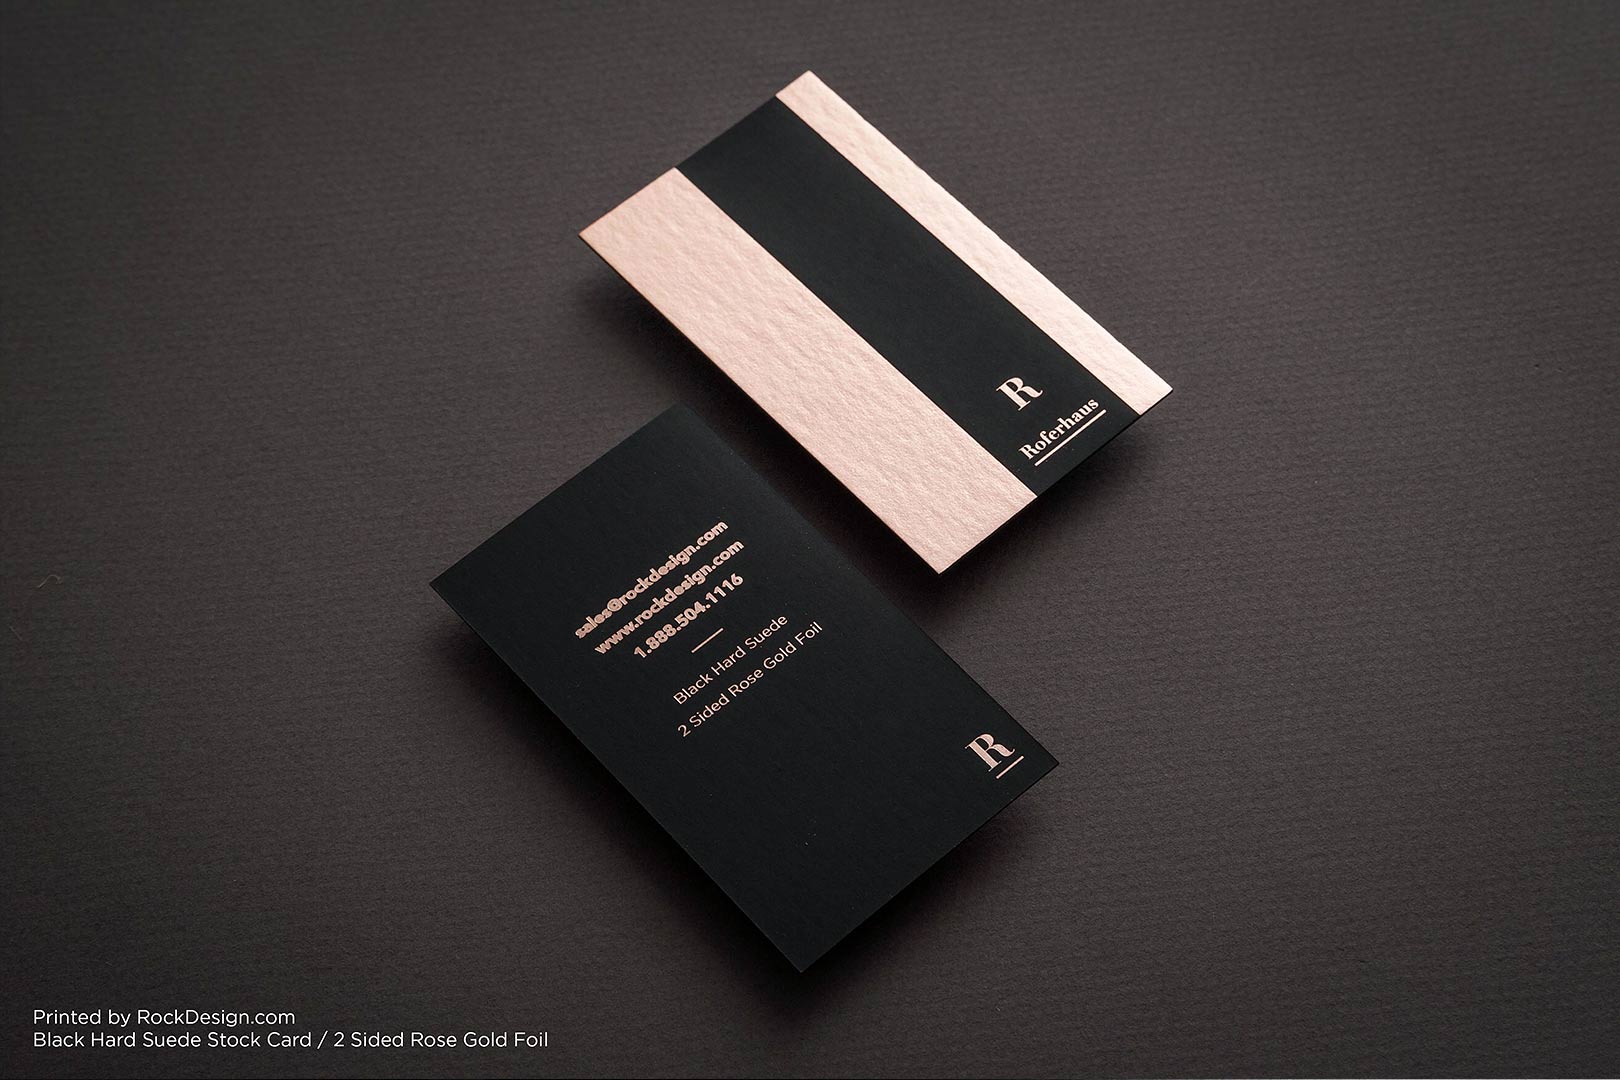 R
Roferhaus
sales@rockdesign.com
www.rockdesign.com
1.888.504.1116
Black Hard Suede
2 Sided Rose Gold Foil
R
Printed by RockDesign.com
Black Hard Suede Stock Card / 2 Sided Rose Gold Foil